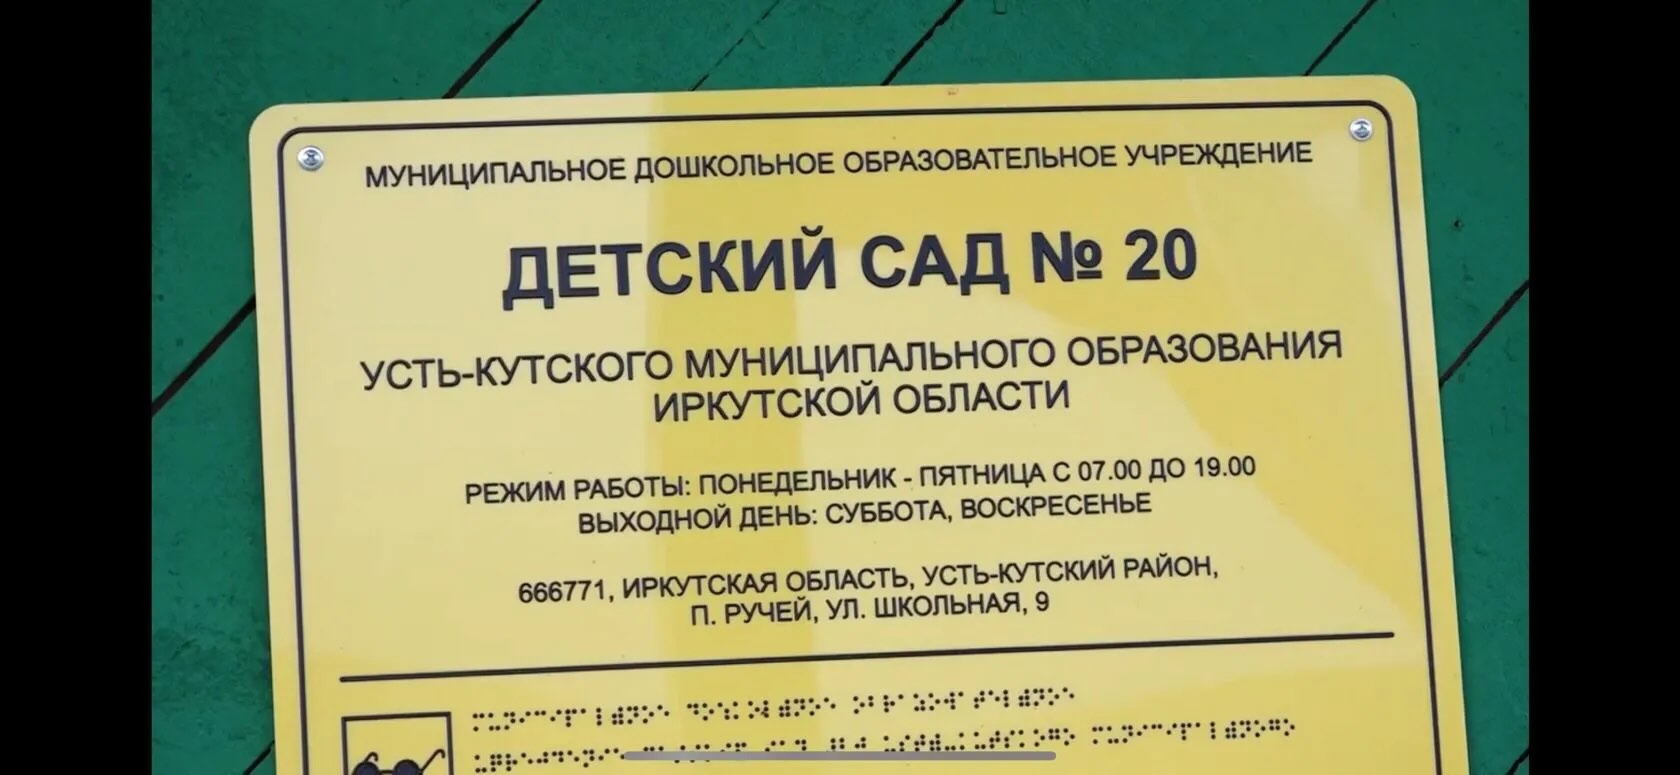 МУНИЦИПАЛЬНОЕ ДОШКОЛЬНОЕ ОБРАЗОВАТЕЛЬНОЕ УЧРЕЖДЕНИЕ
ДЕТСКИЙ САД № 20
УСТЬ-КУТСКОГО МУНИЦИПАЛЬНОГО ОБРАЗОВАНИЯ
ИРКУТСКОЙ ОБЛАСТИ
РЕЖИМ РАБОТЫ: ПОНЕДЕЛЬНИК - ПЯТНИЦА С 07.00 ДО 19.00
ВЫХОДНОЙ ДЕНЬ: СУББОТА, ВОСКРЕСЕНЬЕ
666771, ИРКУТСКАЯ ОБЛАСТЬ, УСТЬ-КУТСКИЙ РАЙОН,
П. РУЧЕЙ, УЛ. ШКОЛЬНАЯ, 9